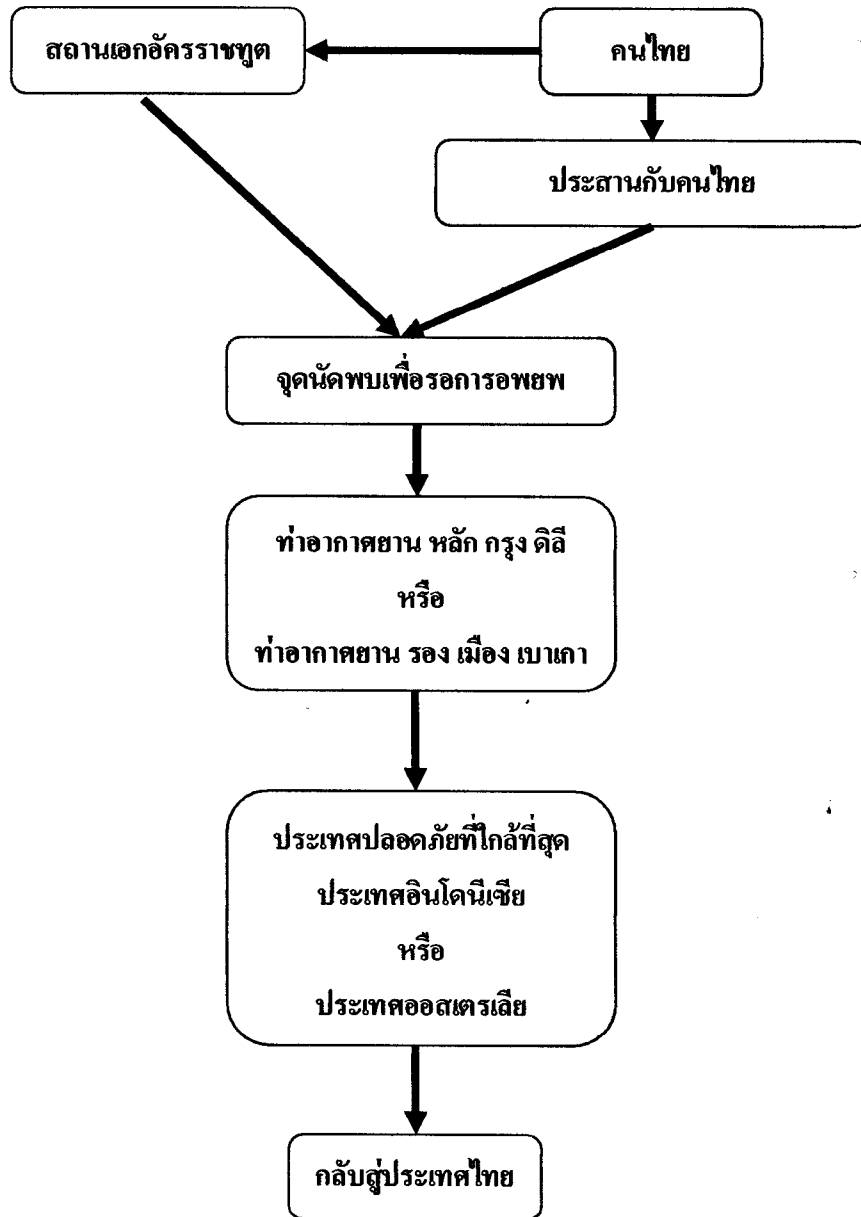 สถานเอกอัครราชทูต
คนไทย
ประสานกับคนไทย
จุดนัดพบเพื่อรอการอพยพ
ท่าอากาศยาน หลัก กรุง ดิลี
หรือ
ท่าอากาศยาน รอง เมือง เบาเกา
ประเทศปลอดภัยที่ใกล้ที่สุด
ประเทศอินโดนีเซีย
หรือ
ประเทศออสเตรเลีย
กลับสู่ประเทศไทย